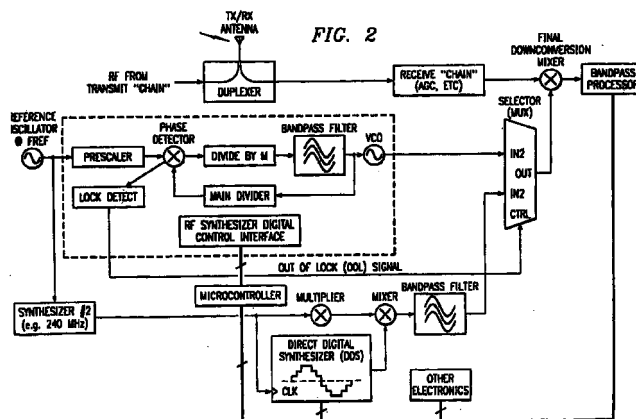 TX/RX
ANTENNA
FIG. 2
FINAL
DOWNCONVERSION
MIXER
RF FROM
TRANSMIT "CHAIN"
DUPLEXER
RECEIVE "CHAIN"
(AGC, ETC)
BANDPASS
PROCESSOR
SELECTOR
(MUX)
REFERENCE
OSCILLATOR
@ FREF
PHASE
DETECTOR
BANDPASS FILTER
VCO
PRESCALER
DIVIDE BY M
IN2
OUT
IN2
CTRL
LOCK DETECT
MAIN DIVIDER
RF SYNTHESIZER DIGITAL
CONTROL INTERFACE
OUT OF LOCK (OOL) SIGNAL
MICROCONTROLLER
MULTIPLIER
MIXER
BANDPASS FILTER
SYNTHESIZER #2
(e.g. 240 MHz)
DIRECT DIGITAL
SYNTHESIZER (DDS)
CLK
OTHER
ELECTRONICS